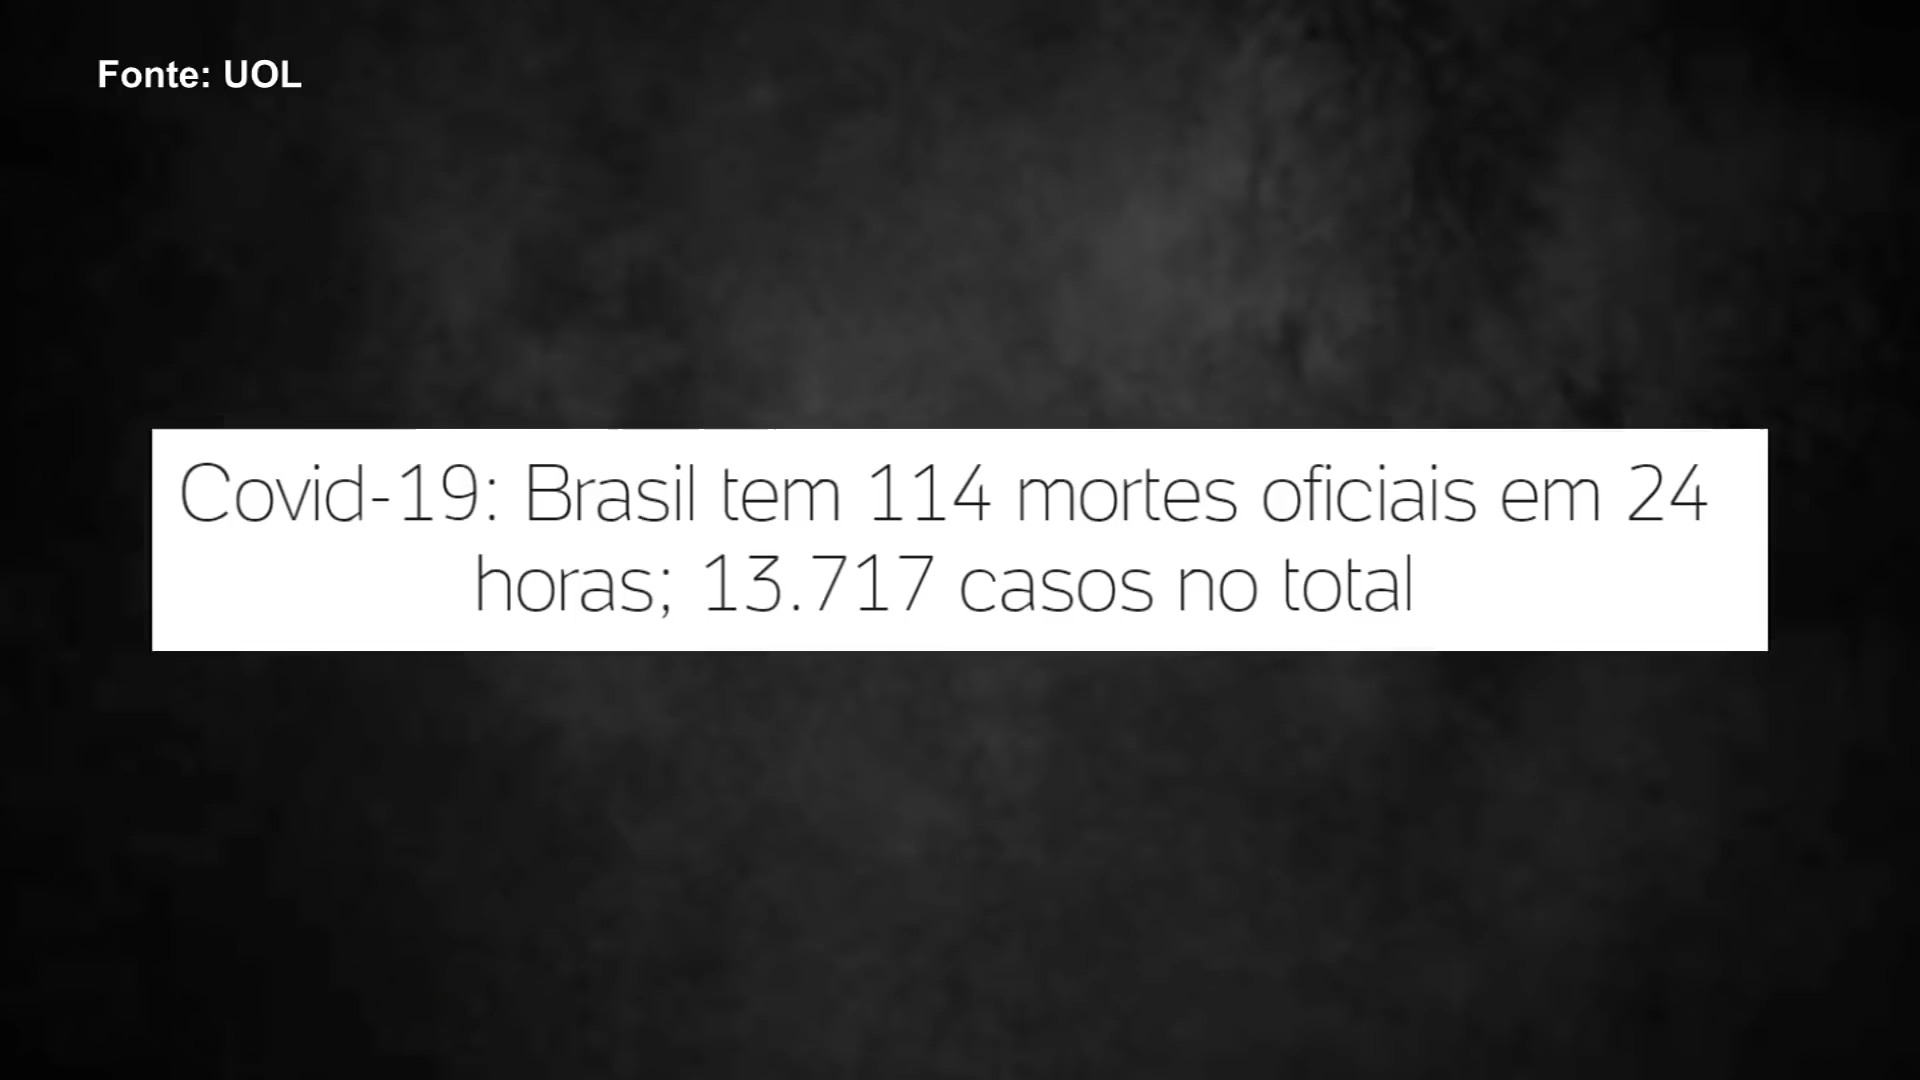 Fonte: UOL
Covid-19: Brasil tem 114 mortes oficiais em 24
horas; 13.717 casos no total